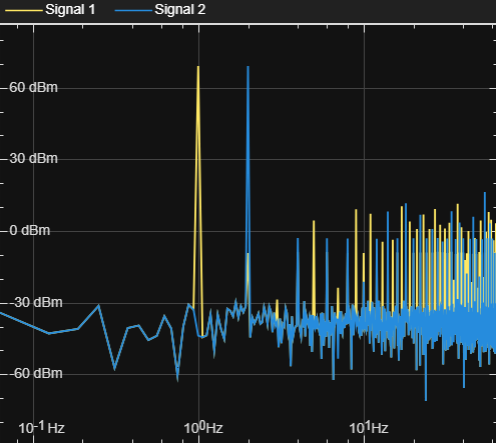 Signal 1 Signal 2
60 dBm
30 dBm
0 dBm
-30 dBm
-60 dBm
10⁻¹ Hz 10⁰Hz 10¹Hz